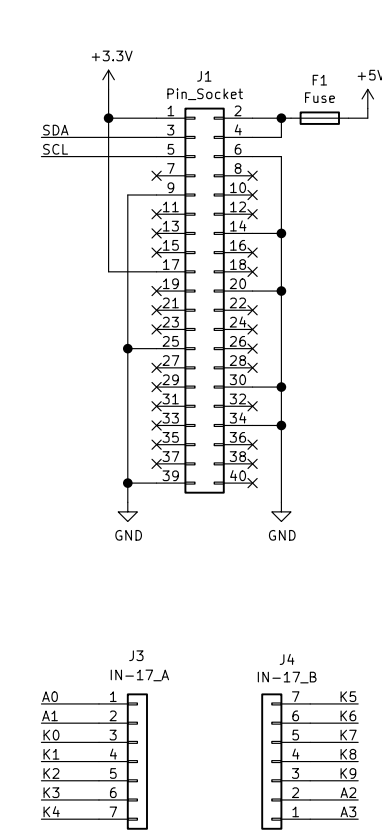 +3.3V
J1
Pin_Socket
F1
Fuse
+5V
1 2
SDA 3 4
SCL 5 6
7 8
9 10
11 12
13 14
15 16
17 18
19 20
21 22
23 24
25 26
27 28
29 30
31 32
33 34
35 36
37 38
39 40
GND GND
J3 J4
IN-17_A IN-17_B
A0 1 7 K5
A1 2 6 K6
K0 3 5 K7
K1 4 4 K8
K2 5 3 K9
K3 6 2 A2
K4 7 1 A3